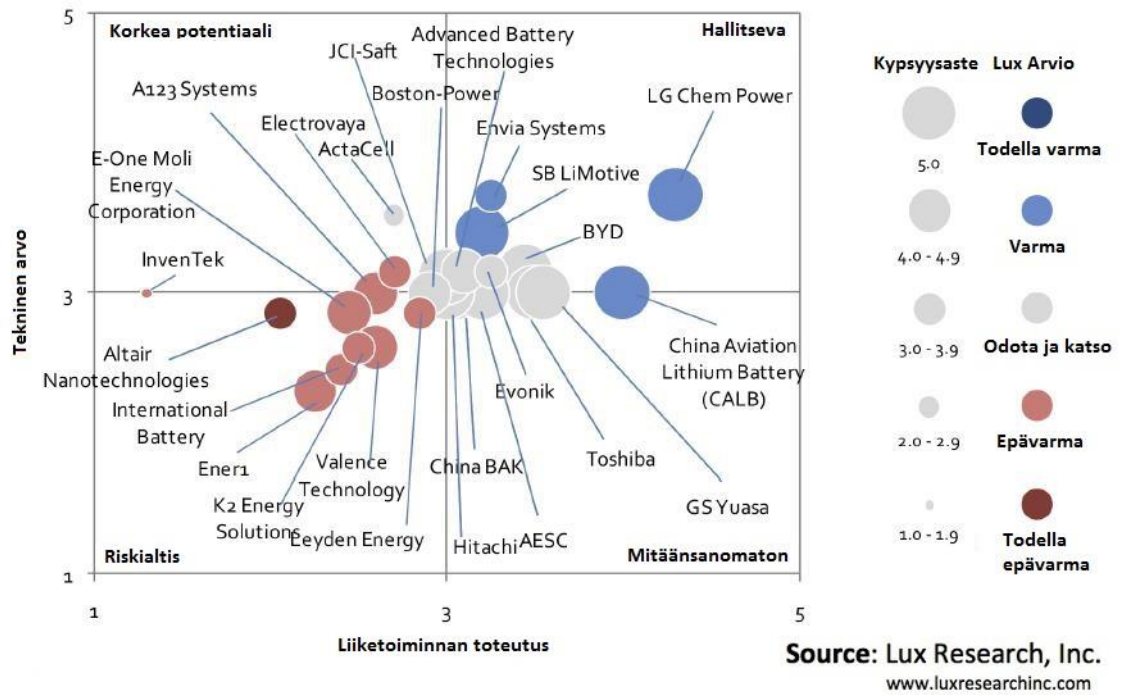 5
Korkea potentiaali
Hallitseva
Advanced Battery
Technologies
JCI-Saft
A123 Systems
Boston-Power
LG Chem Power
Electrovaya
Envia Systems
ActaCell
E-One Moli
Energy
Corporation
SB LiMotive
BYD
InvenTek
Tekninen arvo
3
Altair
Nanotechnologies
China Aviation
Lithium Battery
(CALB)
International
Battery
Evonik
Ener1
Valence
Technology
China BAK
Toshiba
K2 Energy
Solutions
GS Yuasa
Leyden Energy
Hitachi
AESC
Riskialtis
Mitäänsanomaton
1
1
3
5
Liiketoiminnan toteutus
Kypsyysaste
Lux Arvio
5.0
Todella varma
4.0 - 4.9
Varma
3.0 - 3.9
Odota ja katso
2.0 - 2.9
Epävarma
1.0 - 1.9
Todella
epävarma
Source: Lux Research, Inc.
www.luxresearchinc.com